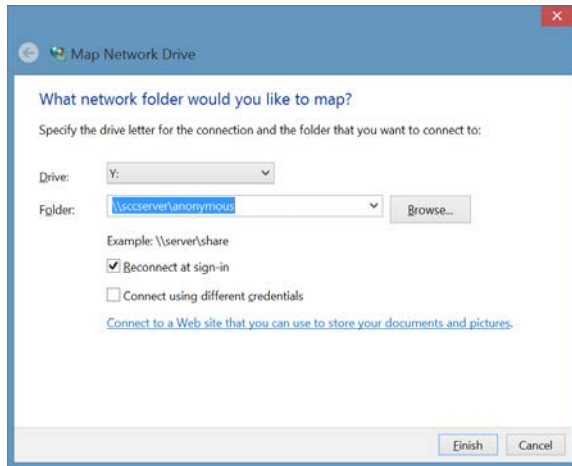 Map Network Drive
What network folder would you like to map?
Specify the drive letter for the connection and the folder that you want to connect to:
Drive: Y:
Folder: \\sccserver\anonymous Browse...
Example: \\server\share
Reconnect at sign-in
Connect using different credentials
Connect to a Web site that you can use to store your documents and pictures.
Finish Cancel